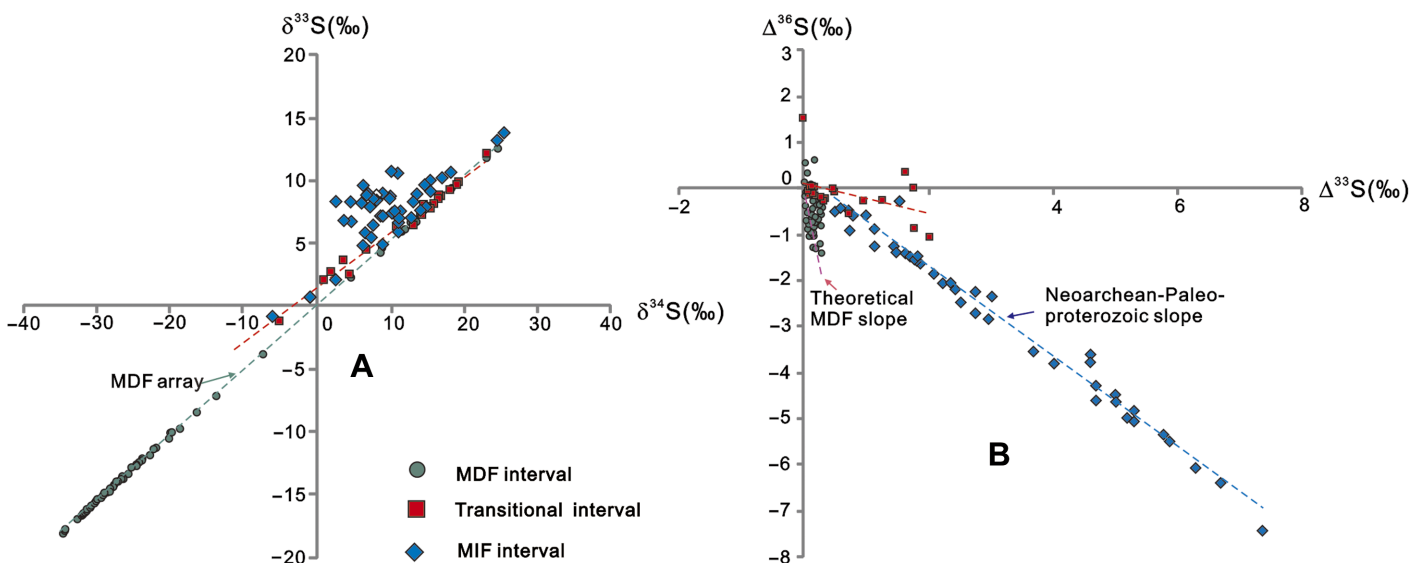 δ³³S(‰)
20
15
10
5
−5
−10
−15
−20
−40
−30
−20
−10
0
10
20
30
40
δ³⁴S(‰)
MDF array
A
MDF interval
Transitional interval
MIF interval
Δ³⁶S(‰)
3
2
1
0
−1
−2
−3
−4
−5
−6
−7
−8
−2
4
6
8
Δ³³S(‰)
Theoretical
MDF slope
Neoarchean-Paleo-
proterozoic slope
B